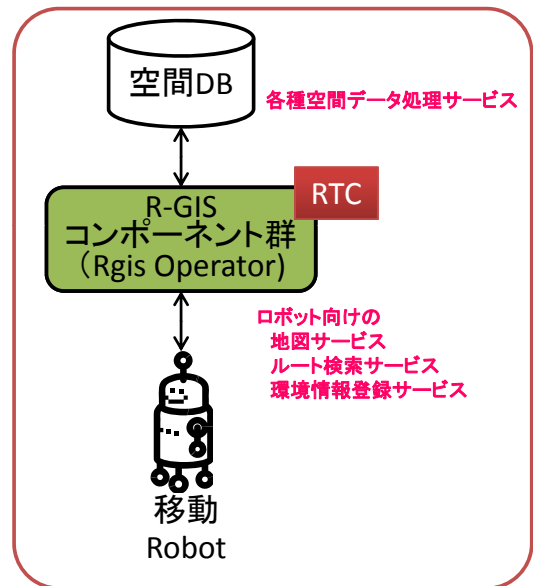 空間DB
各種空間データ処理サービス
RTC
R-GIS
コンポーネント群
（Rgis Operator)
ロボット向けの
地図サービス
ルート検索サービス
環境情報登録サービス
移動
Robot